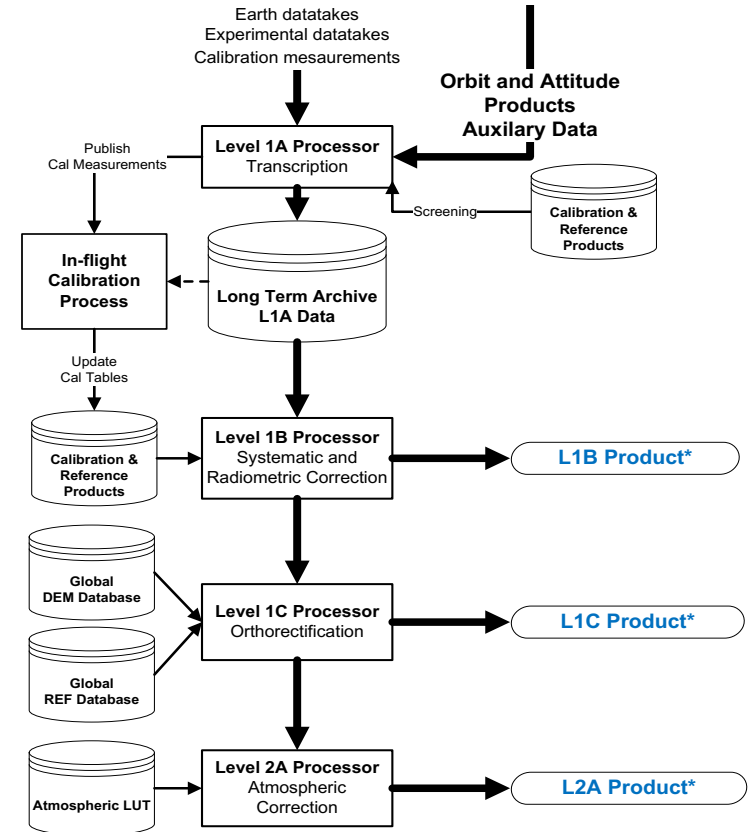 Earth datatakes
Experimental datatakes
Calibration mesaurements
Orbit and Attitude
Products
Auxilary Data
Level 1A Processor
Transcription
Publish
Cal Measurements
Screening
Calibration &
Reference
Products
In-flight
Calibration
Process
Long Term Archive
L1A Data
Update
Cal Tables
Calibration &
Reference
Products
Level 1B Processor
Systematic and
Radiometric Correction
L1B Product*
Global
DEM Database
Level 1C Processor
Orthorectification
L1C Product*
Global
REF Database
Level 2A Processor
Atmospheric
Correction
L2A Product*
Atmospheric LUT